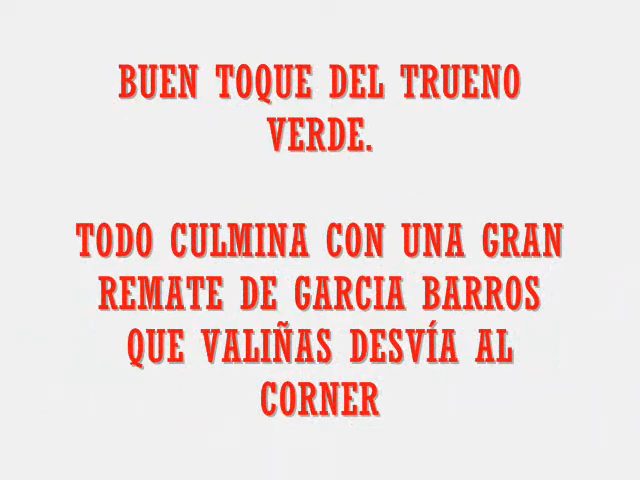 BUEN TOQUE DEL TRUENO
VERDE.
TODO CULMINA CON UNA GRAN
REMATE DE GARCIA BARROS
QUE VALIÑAS DESVÍA AL
CORNER